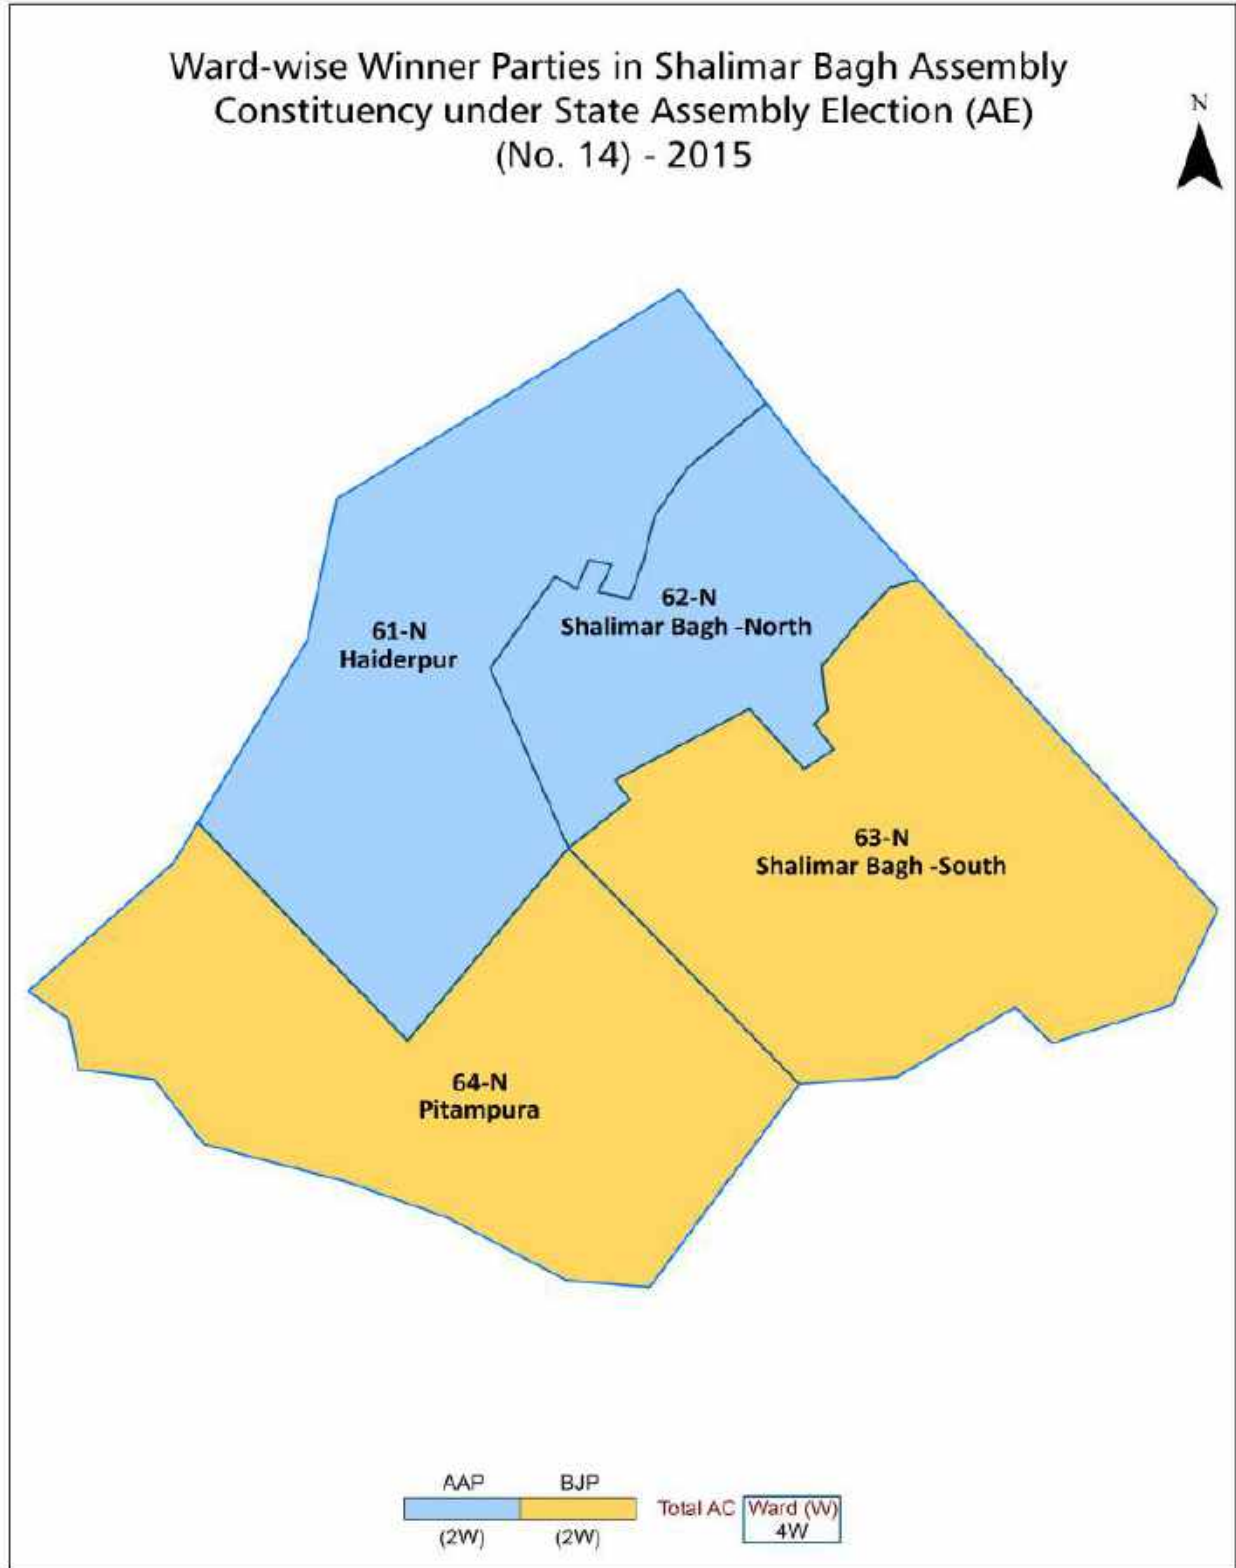 Ward-wise Winner Parties in Shalimar Bagh Assembly
Constituency under State Assembly Election (AE)
(No. 14) - 2015
N
61-N
Haiderpur
62-N
Shalimar Bagh -North
63-N
Shalimar Bagh -South
64-N
Pitampura
AAP BJP
(2W) (2W)
Total AC Ward (W)
4W